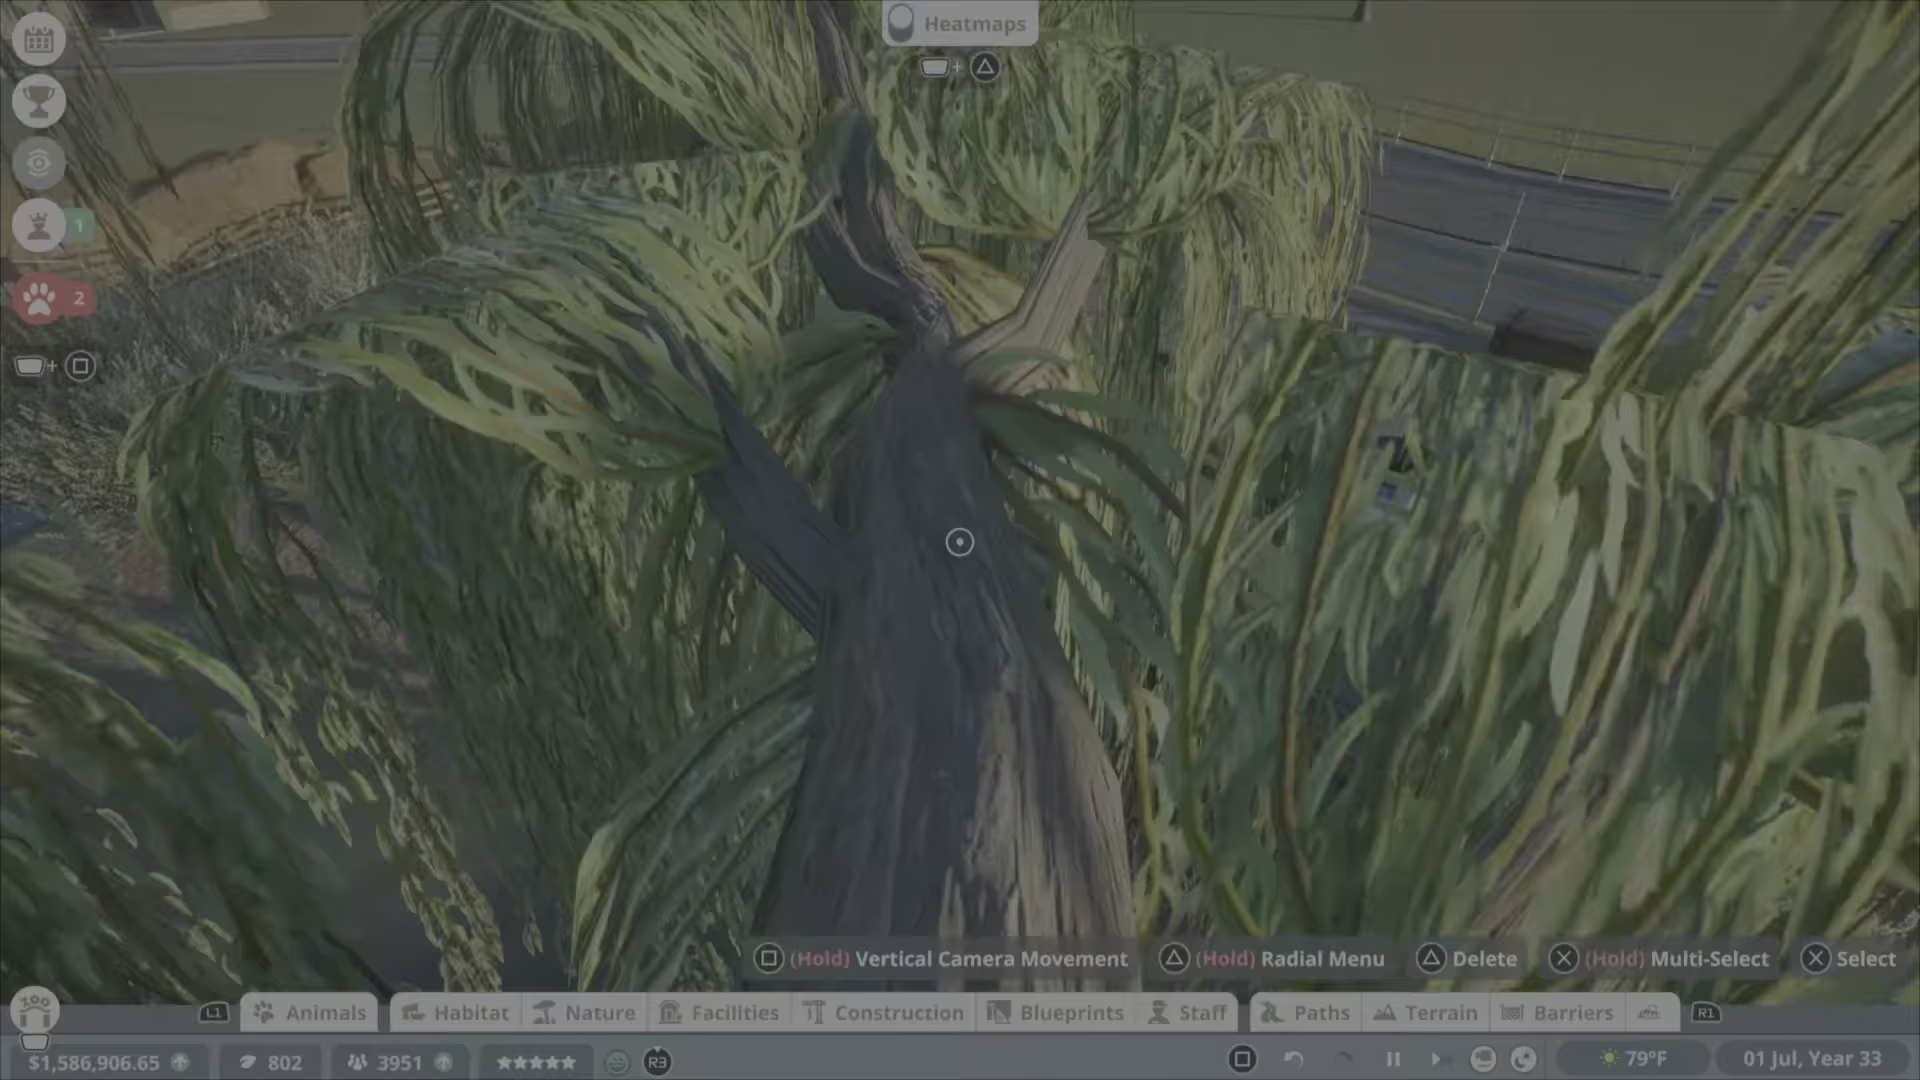 Heatmaps
+
1
2
+
(Hold) Vertical Camera Movement (Hold) Radial Menu Delete (Hold) Multi-Select Select
ZOO
L1 Animals Habitat Nature Facilities Construction Blueprints Staff Paths Terrain Barriers R1
$1,586,906.65 802 3951 R3 79°F 01 Jul, Year 33